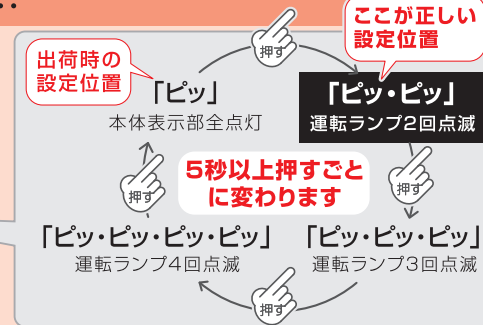 ここが正しい
設定位置
押す
出荷時の
設定位置
「ピッ」
本体表示部全点灯
「ピッ・ピッ」
運転ランプ2回点滅
5秒以上押すごと
に変わります
押す
押す
「ピッ・ピッ・ピッ・ピッ」
運転ランプ4回点滅
「ピッ・ピッ・ピッ」
運転ランプ3回点滅
押す